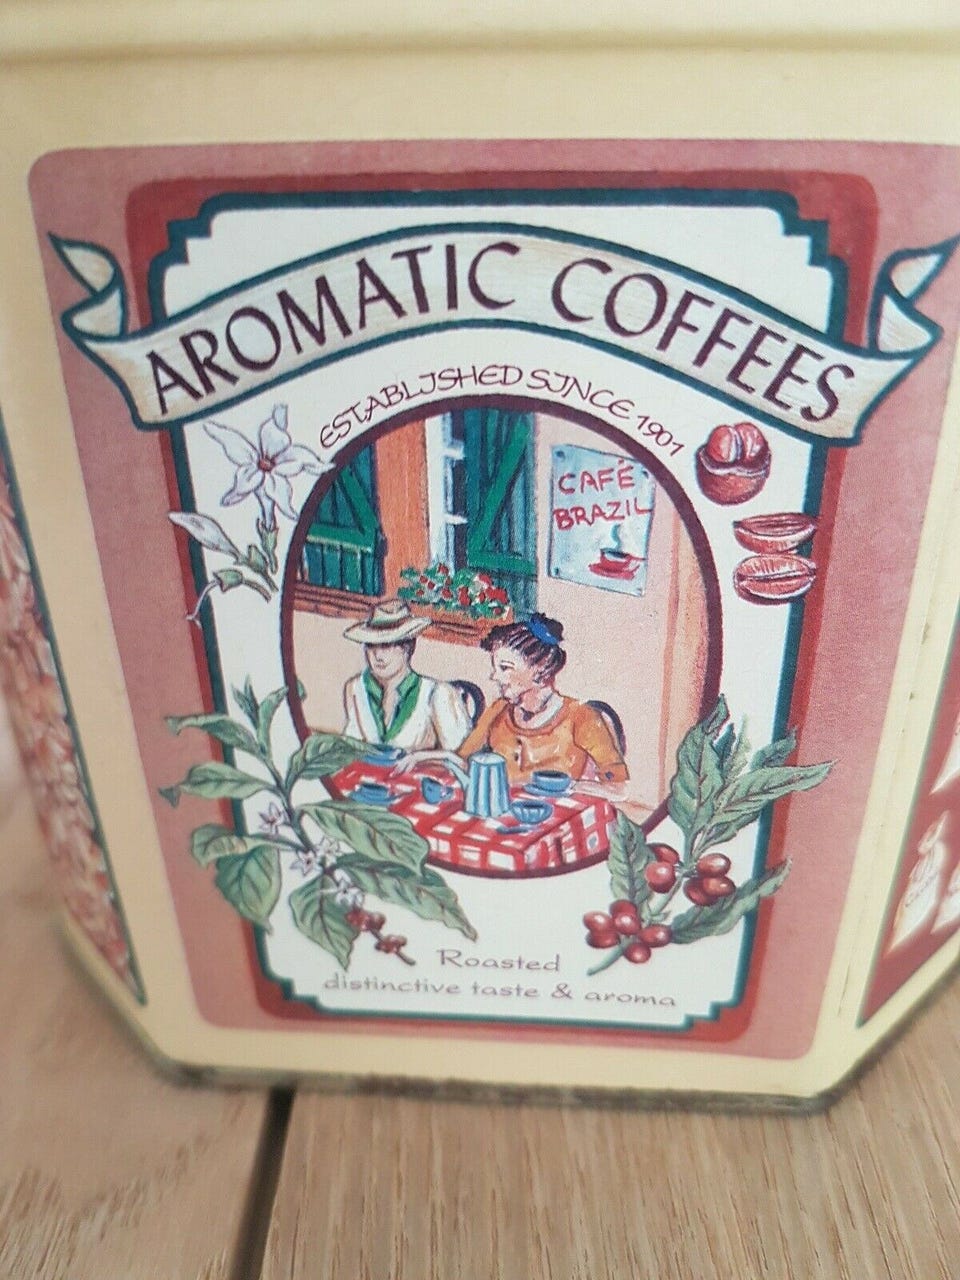 AROMATIC COFFEES
ESTABLISHED SINCE 1901
CAFÉ
BRAZIL
Roasted
distinctive taste & aroma